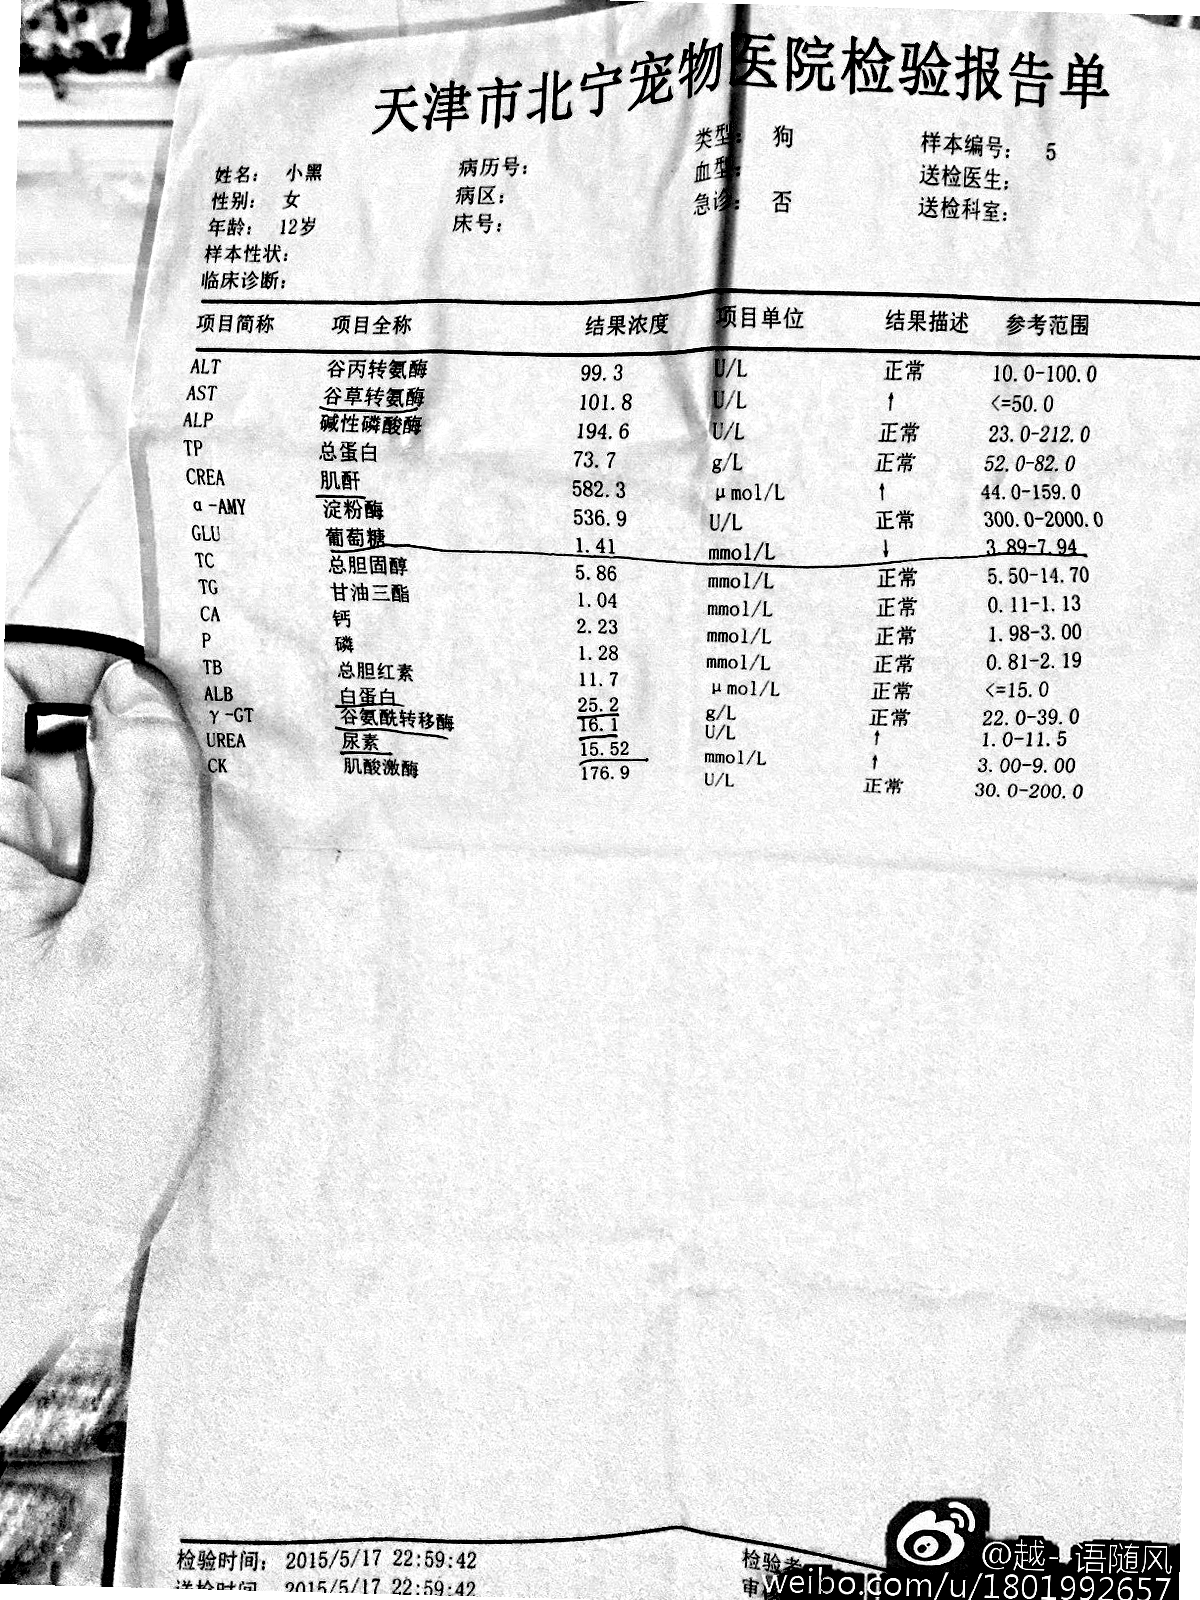 天津市北宁宠物医院检验报告单
姓名： 小黑 病历号： 类型： 狗 样本编号： 5
性别： 女 病区： 血型： 送检医生：
年龄： 12岁 床号： 急诊： 否 送检科室：
样本性状：
临床诊断：
项目简称 项目全称 结果浓度 项目单位 结果描述 参考范围
ALT 谷丙转氨酶 99.3 U/L 正常 10.0-100.0
AST 谷草转氨酶 101.8 U/L ↑ <=50.0
ALP 碱性磷酸酶 194.6 U/L 正常 23.0-212.0
TP 总蛋白 73.7 g/L 正常 52.0-82.0
CREA 肌酐 582.3 μmol/L ↑ 44.0-159.0
α-AMY 淀粉酶 536.9 U/L 正常 300.0-2000.0
GLU 葡萄糖 1.41 mmol/L ↓ 3.89-7.94
TC 总胆固醇 5.86 mmol/L 正常 5.50-14.70
TG 甘油三酯 1.04 mmol/L 正常 0.11-1.13
CA 钙 2.23 mmol/L 正常 1.98-3.00
P 磷 1.28 mmol/L 正常 0.81-2.19
TB 总胆红素 11.7 μmol/L 正常 <=15.0
ALB 白蛋白 25.2 g/L 正常 22.0-39.0
γ-GT 谷氨酰转移酶 16.1 U/L ↑ 1.0-11.5
UREA 尿素 15.52 mmol/L ↑ 3.00-9.00
CK 肌酸激酶 176.9 U/L 正常 30.0-200.0
检验时间： 2015/5/17 22:59:42 检验者
送检时间 2015/5/17 22:59:42 审
@越-_语随风
weibo.com/u/1801992657